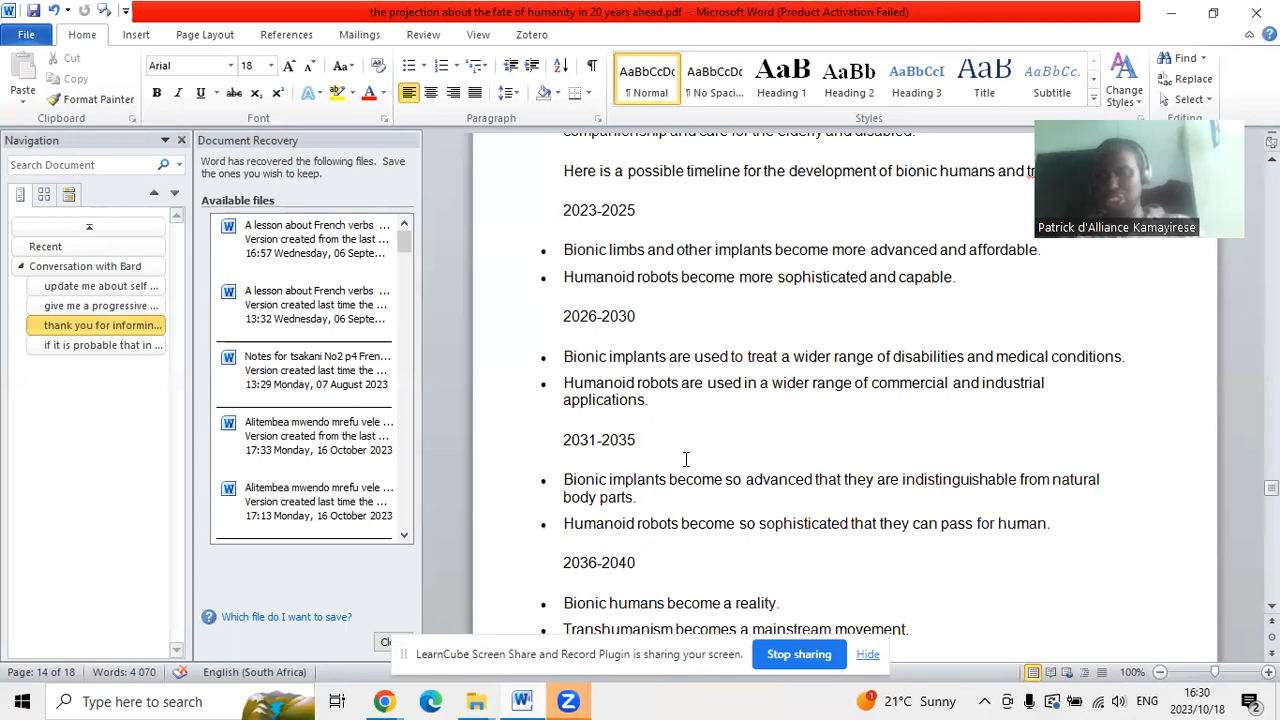 the projection about the fate of humanity in 20 years ahead.pdf - Microsoft Word (Product Activation Failed)
File Home Insert Page Layout References Mailings Review View Zotero
Cut
Copy
Format Painter
Paste
Clipboard
Arial 18
Font
Paragraph
AaBbCcDc AaBbCcDc AaB AaBbCc AaBbCcI AaB AaBbCc.
¶ Normal ¶ No Spaci... Heading 1 Heading 2 Heading 3 Title Subtitle
Change
Styles
Styles
Find
Replace
Select
Editing
Navigation
Search Document
Recent
Conversation with Bard
update me about self ...
give me a progressive ...
thank you for informin...
if it is probable that in ...
Document Recovery
Word has recovered the following files. Save
the ones you wish to keep.
Available files
A lesson about French verbs ...
Version created from the last ...
16:57 Wednesday, 06 Septe...
A lesson about French verbs ...
Version created last time the ...
13:32 Wednesday, 06 Septe...
Notes for tsakani No2 p4 Fren...
Version created last time the ...
13:29 Monday, 07 August 2023
Alitembea mwendo mrefu vele ...
Version created from the last ...
17:33 Monday, 16 October 2023
Alitembea mwendo mrefu vele ...
Version created last time the ...
17:13 Monday, 16 October 2023
Which file do I want to save?
companionship and care for the elderly and disabled.
Here is a possible timeline for the development of bionic humans and
2023-2025
Bionic limbs and other implants become more advanced and affordable.
Humanoid robots become more sophisticated and capable.
2026-2030
Bionic implants are used to treat a wider range of disabilities and medical conditions.
Humanoid robots are used in a wider range of commercial and industrial
applications.
2031-2035
Bionic implants become so advanced that they are indistinguishable from natural
body parts.
Humanoid robots become so sophisticated that they can pass for human.
2036-2040
Bionic humans become a reality.
Transhumanism becomes a mainstream movement.
Patrick d'Alliance Kamayirese
LearnCube Screen Share and Record Plugin is sharing your screen. Stop sharing Hide
Page: 14 of 18 Words: 4 070 English (South Africa) 100%
Type here to search
21°C Sunny
ENG
16:30
2023/10/18